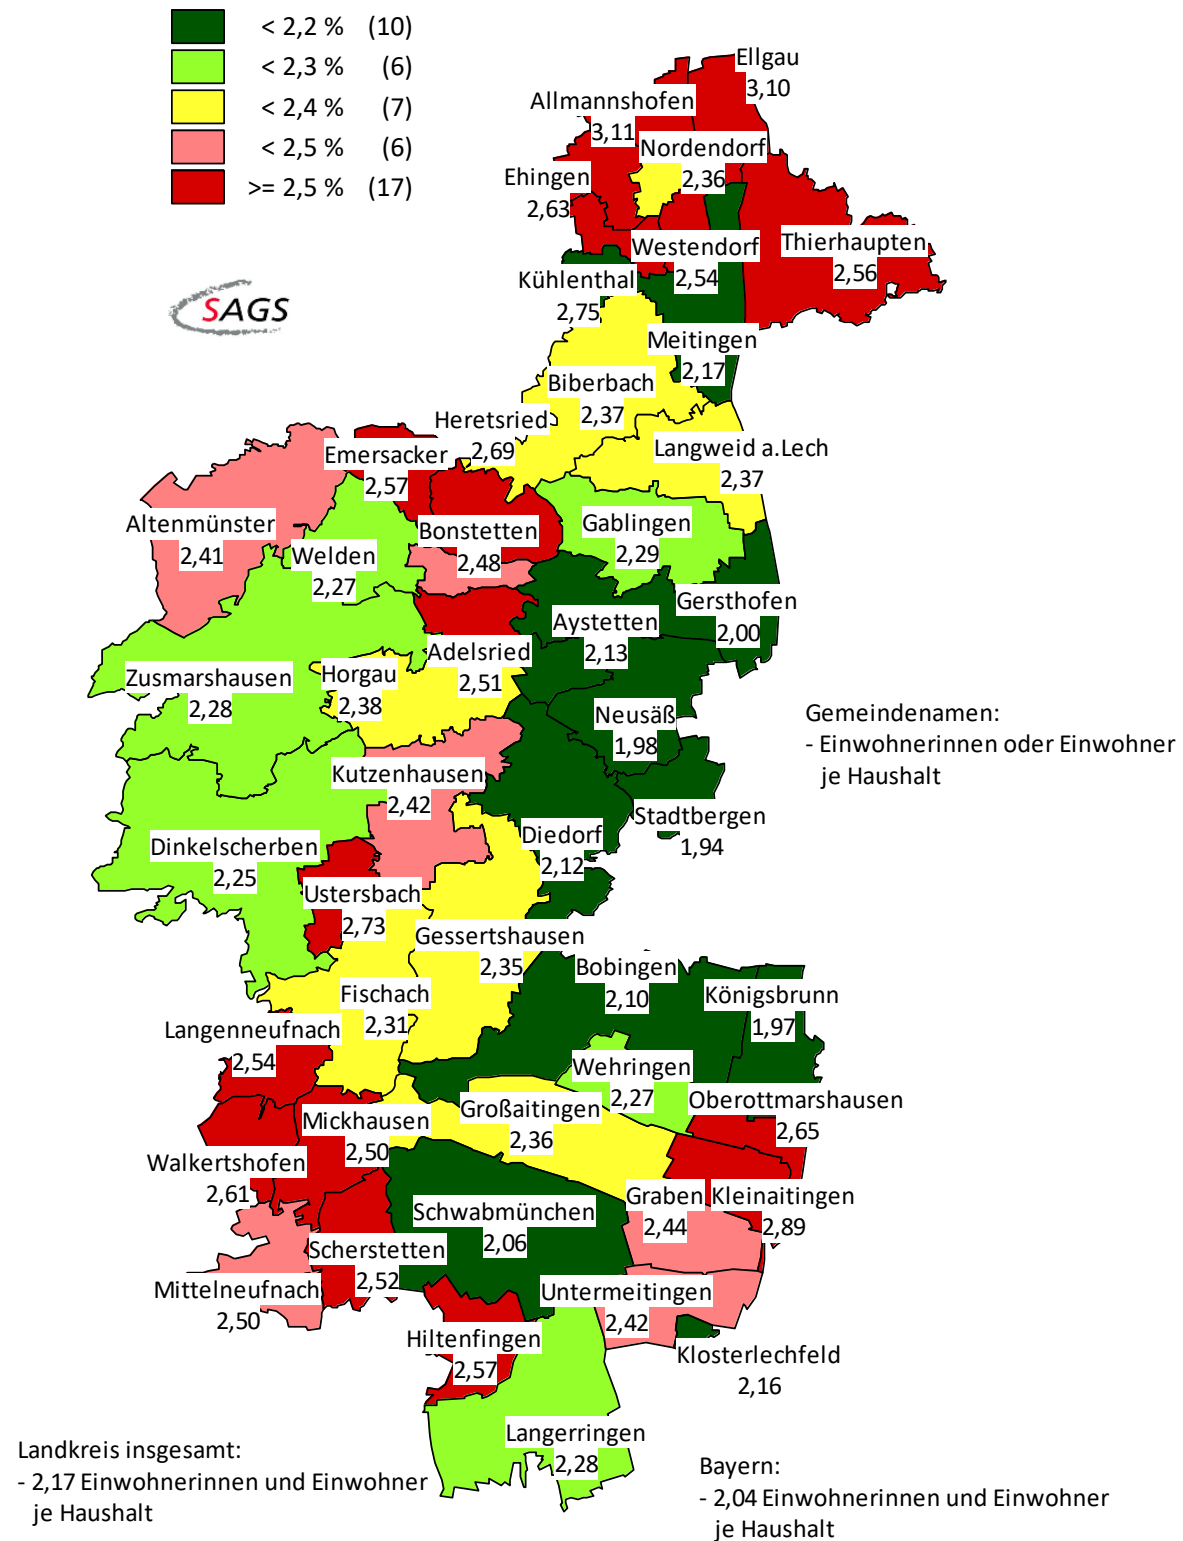 < 2,2 % (10)
< 2,3 % (6)
< 2,4 % (7)
< 2,5 % (6)
>= 2,5 % (17)
SAGS
Ellgau
3,10
Allmannshofen
3,11
Nordendorf
2,36
Ehingen
2,63
Westendorf
2,54
Thierhaupten
2,56
Kühlenthal
2,75
Meitingen
2,17
Biberbach
2,37
Heretsried
2,69
Langweid a.Lech
2,37
Emersacker
2,57
Altenmünster
2,41
Welden
2,27
Bonstetten
2,48
Gablingen
2,29
Gersthofen
2,00
Aystetten
2,13
Adelsried
2,51
Horgau
2,38
Zusmarshausen
2,28
Neusäß
1,98
Gemeindenamen:
- Einwohnerinnen oder Einwohner
je Haushalt
Kutzenhausen
2,42
Stadtbergen
1,94
Diedorf
2,12
Dinkelscherben
2,25
Ustersbach
2,73
Gessertshausen
2,35
Bobingen
2,10
Königsbrunn
1,97
Fischach
2,31
Langenneufnach
2,54
Wehringen
2,27
Oberottmarshausen
2,65
Großaitingen
2,36
Mickhausen
2,50
Walkertshofen
2,61
Graben
2,44
Kleinaitingen
2,89
Schwabmünchen
2,06
Scherstetten
2,52
Mittelneufnach
2,50
Untermeitingen
2,42
Hiltenfingen
2,57
Klosterlechfeld
2,16
Langerringen
2,28
Landkreis insgesamt:
- 2,17 Einwohnerinnen und Einwohner
je Haushalt
Bayern:
- 2,04 Einwohnerinnen und Einwohner
je Haushalt